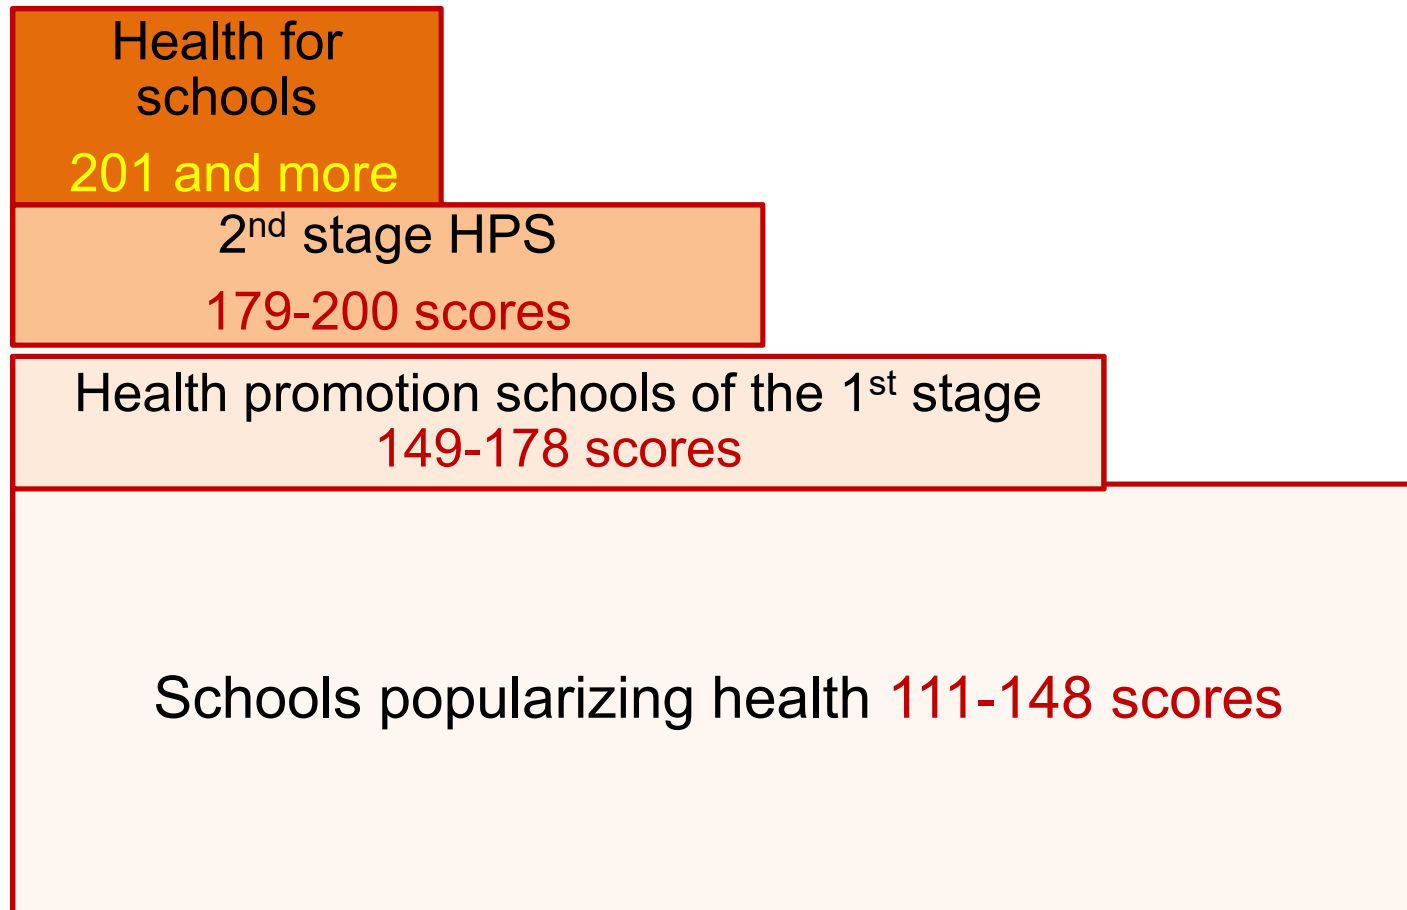 Health for
schools
201 and more
2nd stage HPS
179-200 scores
Health promotion schools of the 1st stage
149-178 scores
Schools popularizing health 111-148 scores